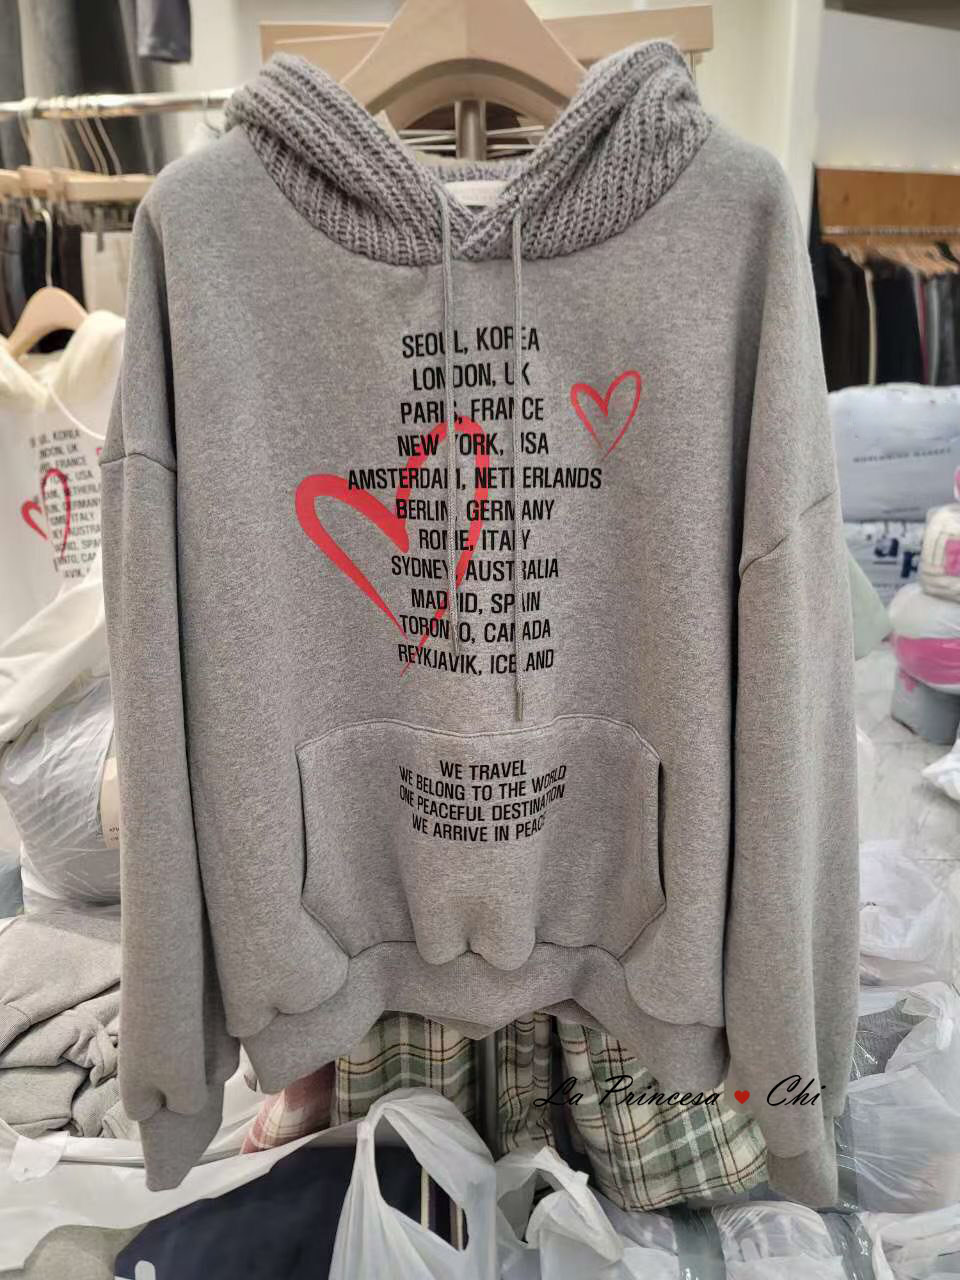 SEOUL, KOREA
LONDON, UK
PARIS, FRANCE
NEW YORK, USA
AMSTERDAM, NETHERLANDS
BERLIN, GERMANY
ROME, ITALY
SYDNEY, AUSTRALIA
MADRID, SPAIN
TORONTO, CANADA
REYKJAVIK, ICELAND
WE TRAVEL
WE BELONG TO THE WORLD
ONE PEACEFUL DESTINATION
WE ARRIVE IN PEACE
La Princesa ♥ Chi